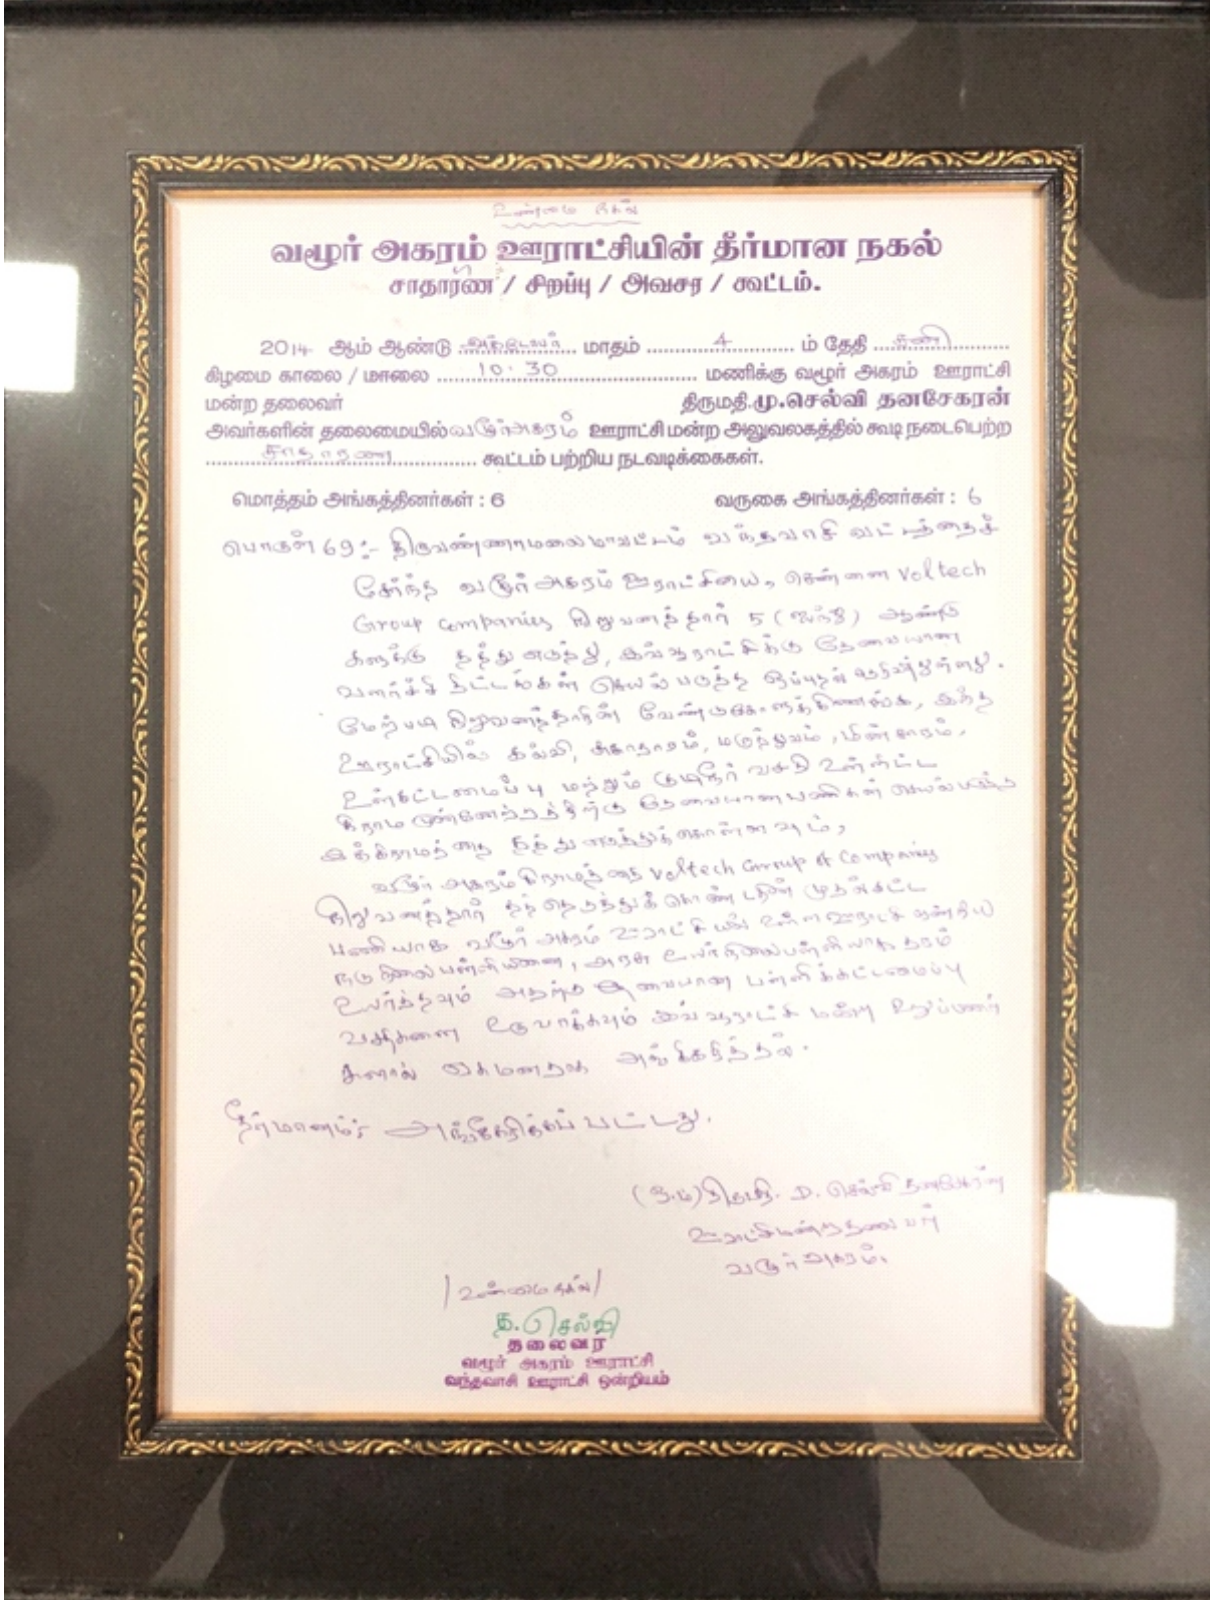 உண்மை நகல்
வழூர் அகரம் ஊராட்சியின் தீர்மான நகல்
சாதாரண / சிறப்பு / அவசர / கூட்டம்.
2014 ஆம் ஆண்டு அக்டோபர் மாதம் 4 ம் தேதி சனி
கிழமை காலை / மாலை 10.30 மணிக்கு வழூர் அகரம் ஊராட்சி
மன்ற தலைவர் திருமதி.மு.செல்வி தனசேகரன்
அவர்களின் தலைமையில் வழூர் அகரம் ஊராட்சி மன்ற அலுவலகத்தில் கூடி நடைபெற்ற
சாதாரண கூட்டம் பற்றிய நடவடிக்கைகள்.
மொத்தம் அங்கத்தினர்கள் : 6 வருகை அங்கத்தினர்கள் : 6
பொருள் 69:- திருவண்ணாமலை மாவட்டம் வந்தவாசி வட்டத்தைச்
சேர்ந்த வழூர் அகரம் ஊராட்சியை, சென்னை Voltech
Group Companies நிறுவனத்தார் 5 (ஐந்து) ஆண்டு
களுக்கு தத்து எடுத்து, இவ்வூராட்சிக்கு தேவையான
வளர்ச்சி திட்டங்கள் செயல்படுத்த ஒப்புதல் தெரிவித்துள்ளது.
மேற்படி நிறுவனத்தாரின் வேண்டுகோளுக்கிணங்க, இந்த
ஊராட்சியில் கல்வி, சுகாதாரம், மருத்துவம், மின்சாரம்,
உள்கட்டமைப்பு மற்றும் குடிநீர் வசதி உள்ளிட்ட
கிராம முன்னேற்றத்திற்கு தேவையான பணிகள் செயல்படுத்த
இக்கிராமத்தை தத்து எடுத்துக்கொள்ளவும்,
வழூர் அகரம் கிராமத்தை Voltech Group of Companies
நிறுவனத்தார் தத்தெடுத்துக் கொண்டதின் முதற்கட்ட
பணியாக வழூர் அகரம் ஊராட்சியில் உள்ள ஊராட்சி ஒன்றிய
நடுநிலைப்பள்ளியினை, அரசு உயர்நிலைபள்ளியாக தரம்
உயர்த்தவும் அதற்கு தேவையான பள்ளிக்கட்டமைப்பு
வசதிகளை உருவாக்கவும் இவ்வூராட்சி மன்ற உறுப்பினர்
களால் ஏகமனதாக அங்கீகரித்தல்.
தீர்மானம்: அங்கீகரிக்கப்பட்டது.
(ஒ.ம்) திருமதி. D. செல்வி தனசேகரன்
ஊராட்சிமன்றதலைவர்
வழூர் அகரம்.
/உண்மை நகல்/
த. செல்வி
தலைவர்
வழூர் அகரம் ஊராட்சி
வந்தவாசி ஊராட்சி ஒன்றியம்